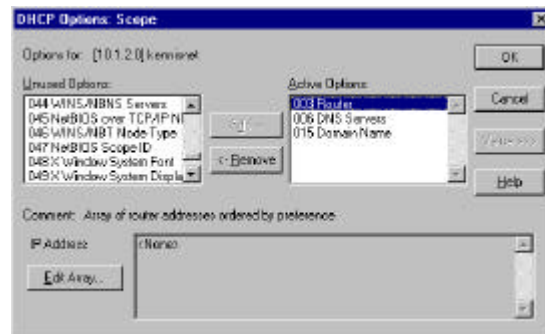 DHCP Options: Scope
Options for: [10.1.2.0] kennisnet
OK
Unused Options:
Active Options:
044 WINS/NBNS Servers
045 NetBIOS over TCP/IP N
046 WINS/NBT Node Type
047 NetBIOS Scope ID
048 X Window System Font
049 X Window System Displa
<- Remove
003 Router
006 DNS Servers
015 Domain Name
Cancel
Help
Comment: Array of router addresses ordered by preference
IP Address
<None>
Edit Array...